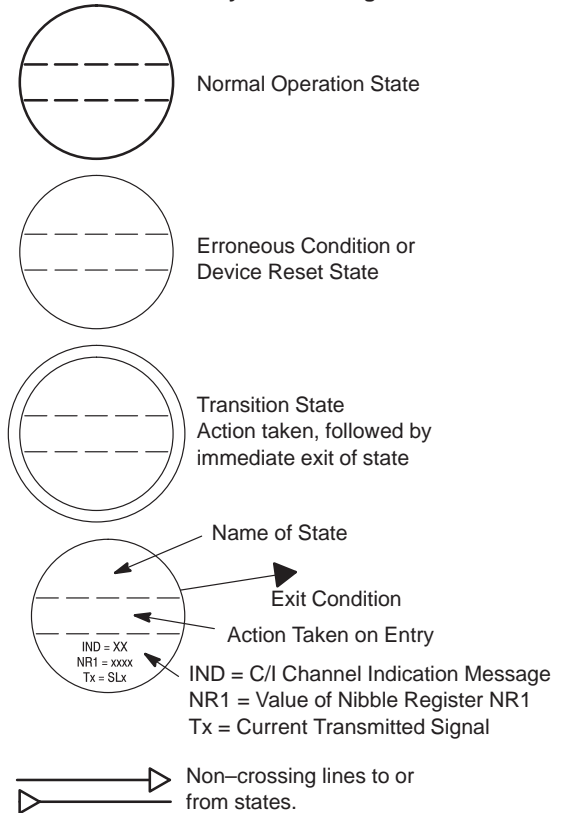 Normal Operation State
Erroneous Condition or
Device Reset State
Transition State
Action taken, followed by
immediate exit of state
Name of State
Exit Condition
Action Taken on Entry
IND = XX
NR1 = xxxx
Tx = SLx
IND = C/I Channel Indication Message
NR1 = Value of Nibble Register NR1
Tx = Current Transmitted Signal
Non–crossing lines to or
from states.